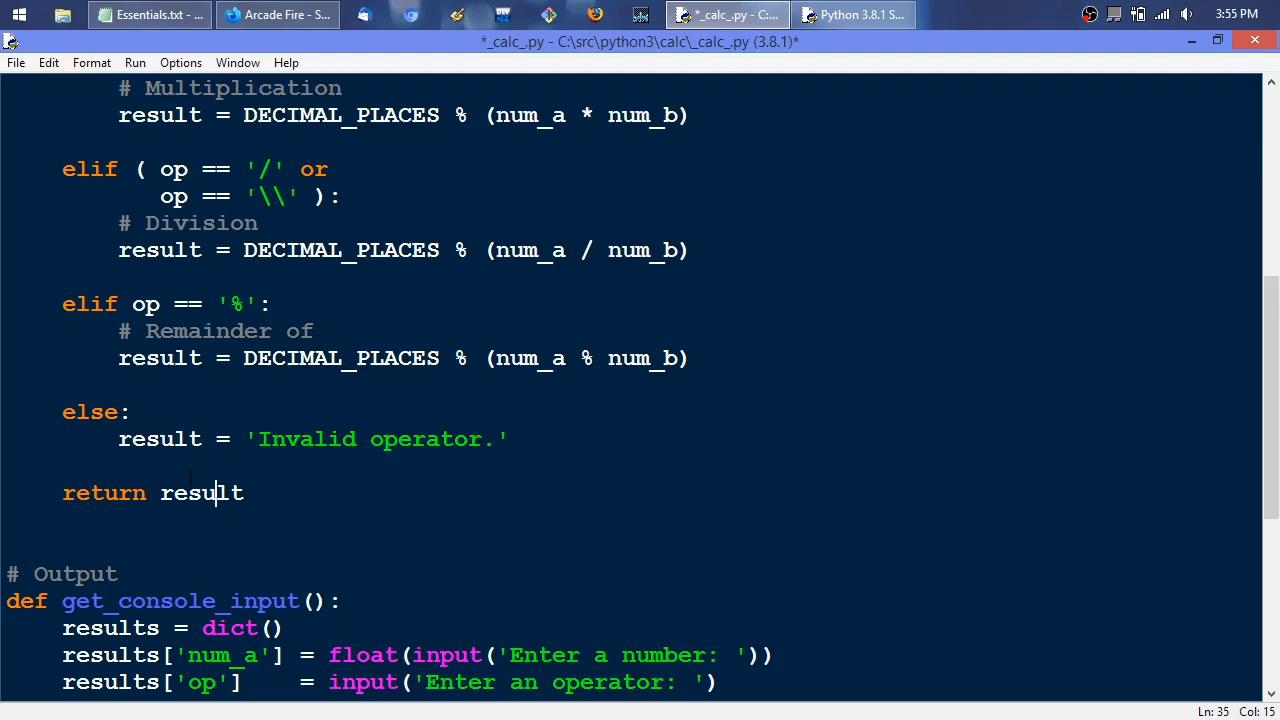 Essentials.txt - ...
Arcade Fire - S...
*_calc_.py - C:...
Python 3.8.1 S...
3:55 PM
*_calc_.py - C:\src\python3\calc\_calc_.py (3.8.1)*
File Edit Format Run Options Window Help
# Multiplication
result = DECIMAL_PLACES % (num_a * num_b)
elif ( op == '/' or
op == '\\' ):
# Division
result = DECIMAL_PLACES % (num_a / num_b)
elif op == '%':
# Remainder of
result = DECIMAL_PLACES % (num_a % num_b)
else:
result = 'Invalid operator.'
return result
# Output
def get_console_input():
results = dict()
results['num_a'] = float(input('Enter a number: '))
results['op']    = input('Enter an operator: ')
Ln: 35 Col: 15